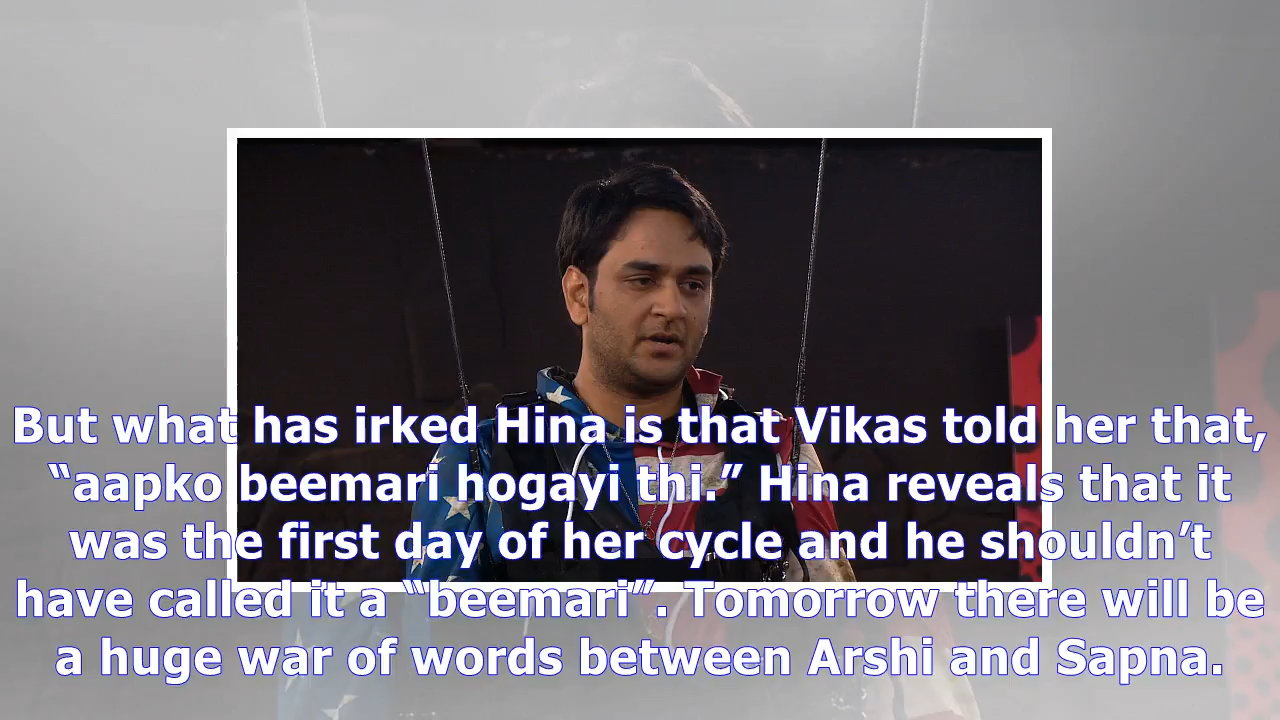 But what has irked Hina is that Vikas told her that,
“aapko beemari hogayi thi.” Hina reveals that it
was the first day of her cycle and he shouldn’t
have called it a “beemari”. Tomorrow there will be
a huge war of words between Arshi and Sapna.